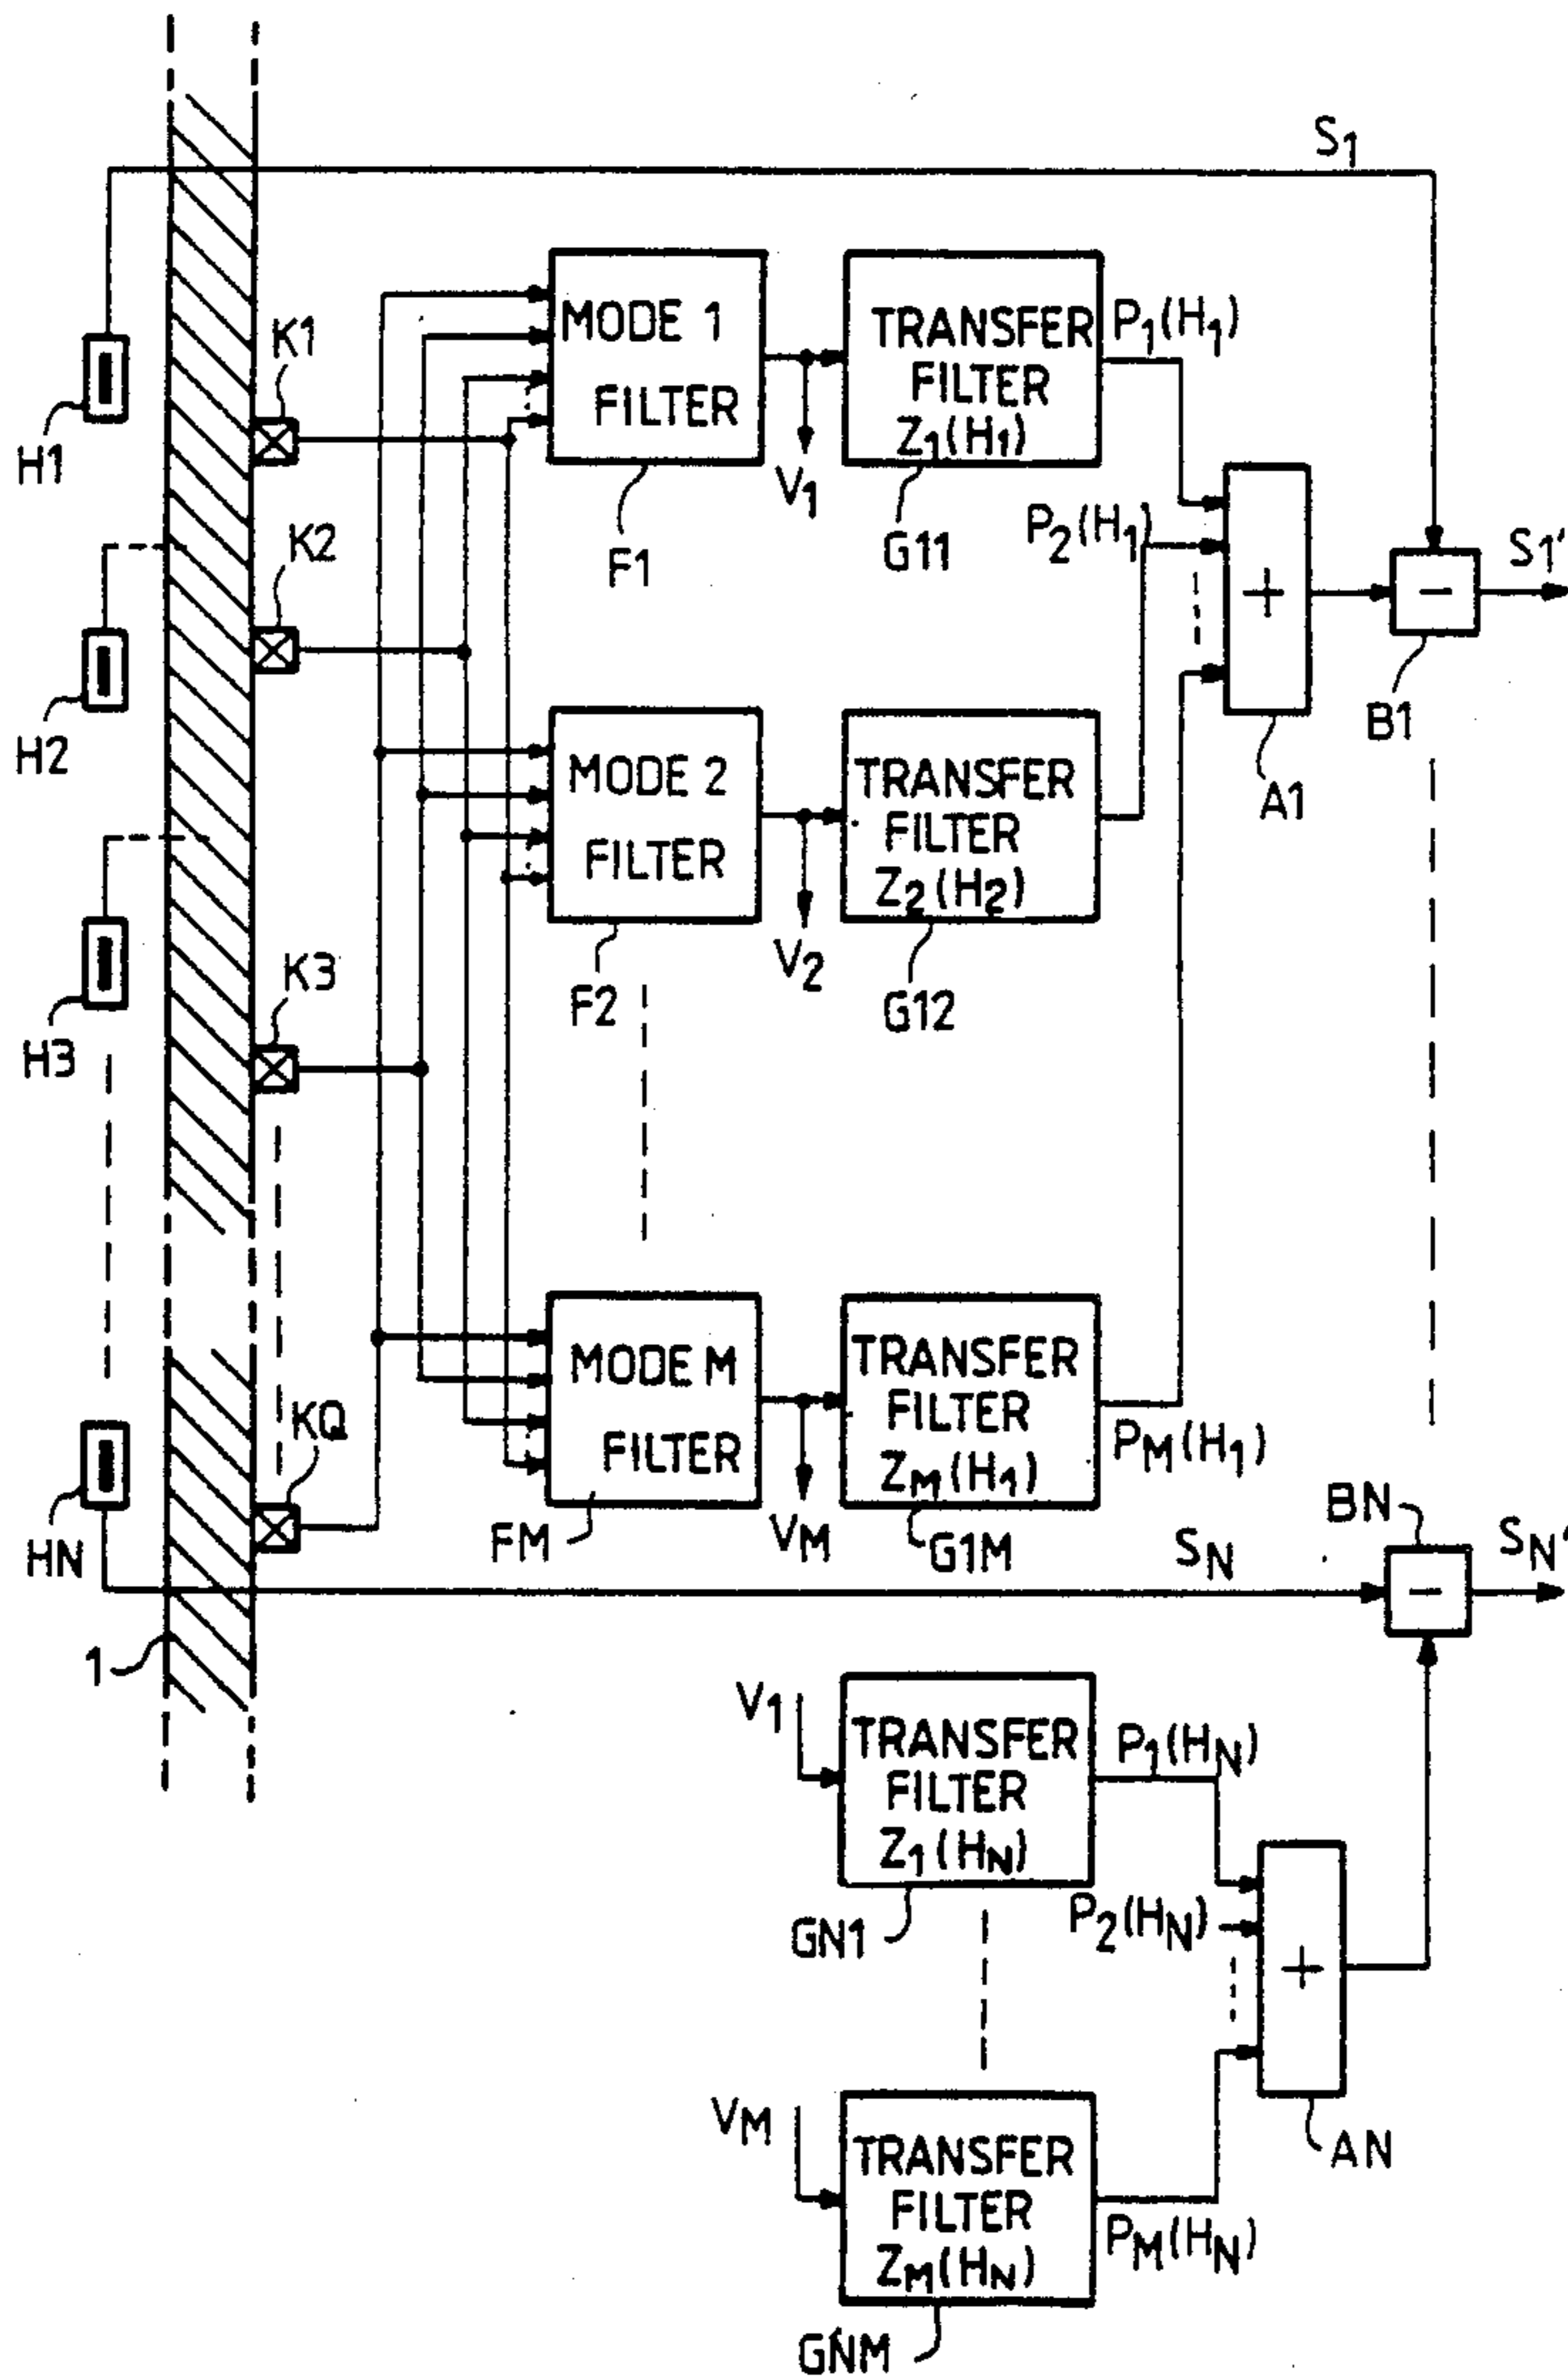 S1
K1
MODE 1
FILTER
TRANSFER
FILTER
Z1(H1)
P1(H1)
H1
V1
F1
G11
K2
P2(H1)
+
−
S1'
B1
A1
H2
MODE 2
FILTER
TRANSFER
FILTER
Z2(H2)
V2
F2
G12
K3
H3
MODE M
FILTER
TRANSFER
FILTER
ZM(H1)
PM(H1)
KQ
HN
FM
VM
G1M
SN
BN
−
SN'
1
V1
TRANSFER
FILTER
Z1(HN)
P1(HN)
GN1
P2(HN)
+
AN
VM
TRANSFER
FILTER
ZM(HN)
PM(HN)
GNM